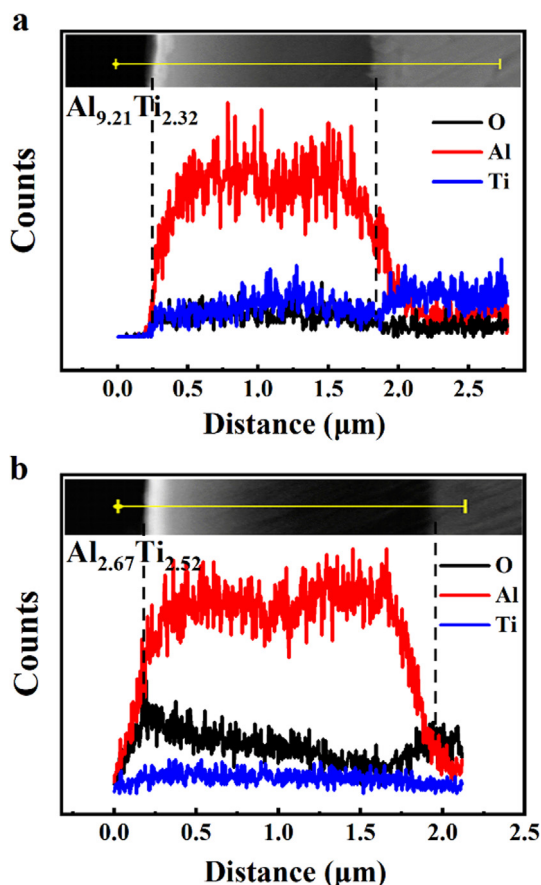 a
Al9.21Ti2.32
O
Al
Ti
Counts
0.0 0.5 1.0 1.5 2.0 2.5
Distance (μm)
b
Al2.67Ti2.52
O
Al
Ti
Counts
0.0 0.5 1.0 1.5 2.0 2.5
Distance (μm)